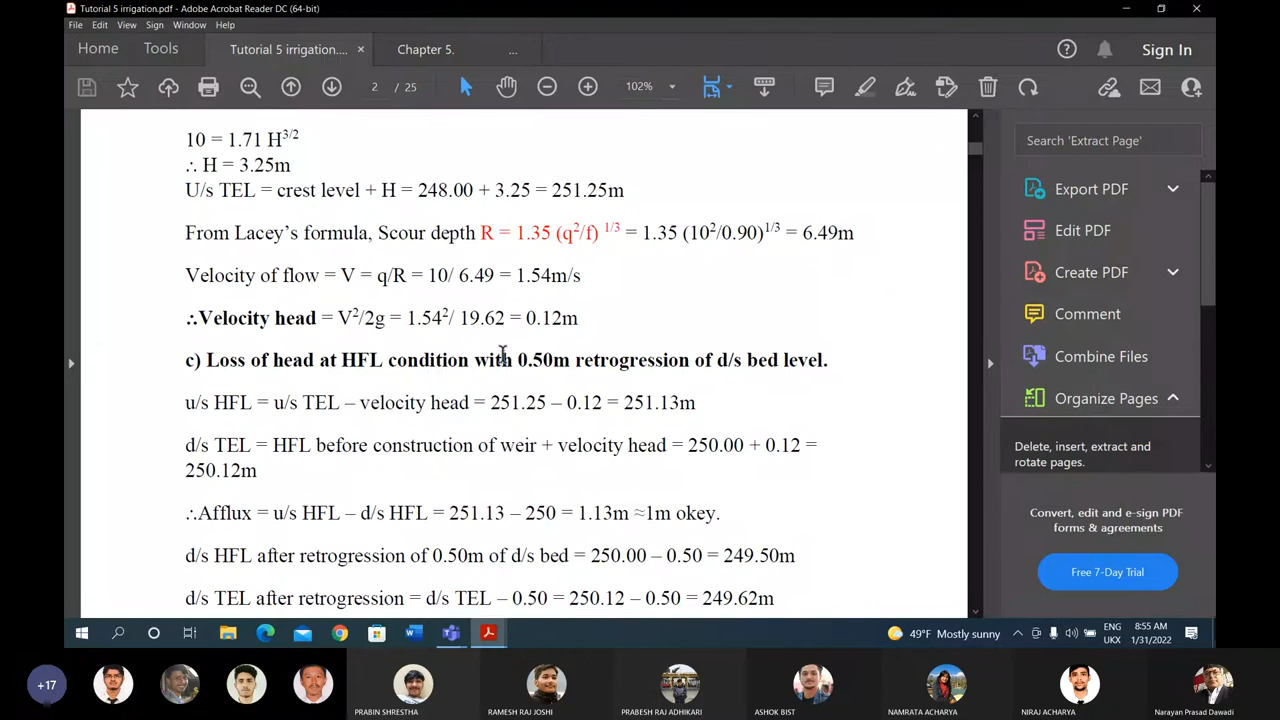 Tutorial 5 irrigation.pdf - Adobe Acrobat Reader DC (64-bit)
File Edit View Sign Window Help
Home Tools Tutorial 5 irrigation.... × Chapter 5. ... Sign In
2 / 25 102%
10 = 1.71 H3/2
∴ H = 3.25m
U/s TEL = crest level + H = 248.00 + 3.25 = 251.25m
From Lacey’s fomula, Scour depth R = 1.35 (q2/f) 1/3 = 1.35 (102/0.90)1/3 = 6.49m
Velocity of flow = V = q/R = 10/ 6.49 = 1.54m/s
∴Velocity head = V2/2g = 1.542/ 19.62 = 0.12m
c) Loss of head at HFL condition with 0.50m retrogression of d/s bed level.
u/s HFL = u/s TEL – velocity head = 251.25 – 0.12 = 251.13m
d/s TEL = HFL before construction of weir + velocity head = 250.00 + 0.12 =
250.12m
∴Afflux = u/s HFL – d/s HFL = 251.13 – 250 = 1.13m ≈1m okey.
d/s HFL after retrogression of 0.50m of d/s bed = 250.00 – 0.50 = 249.50m
d/s TEL after retrogression = d/s TEL – 0.50 = 250.12 – 0.50 = 249.62m
Search 'Extract Page'
Export PDF
Edit PDF
Create PDF
Comment
Combine Files
Organize Pages
Delete, insert, extract and
rotate pages.
Convert, edit and e-sign PDF
forms & agreements
Free 7-Day Trial
49°F Mostly sunny
ENG
UKX
8:55 AM
1/31/2022
+17
PRABIN SHRESTHA
RAMESH RAJ JOSHI
PRABESH RAJ ADHIKARI
ASHOK BIST
NAMRATA ACHARYA
NIRAJ ACHARYA
Narayan Prasad Dawadi